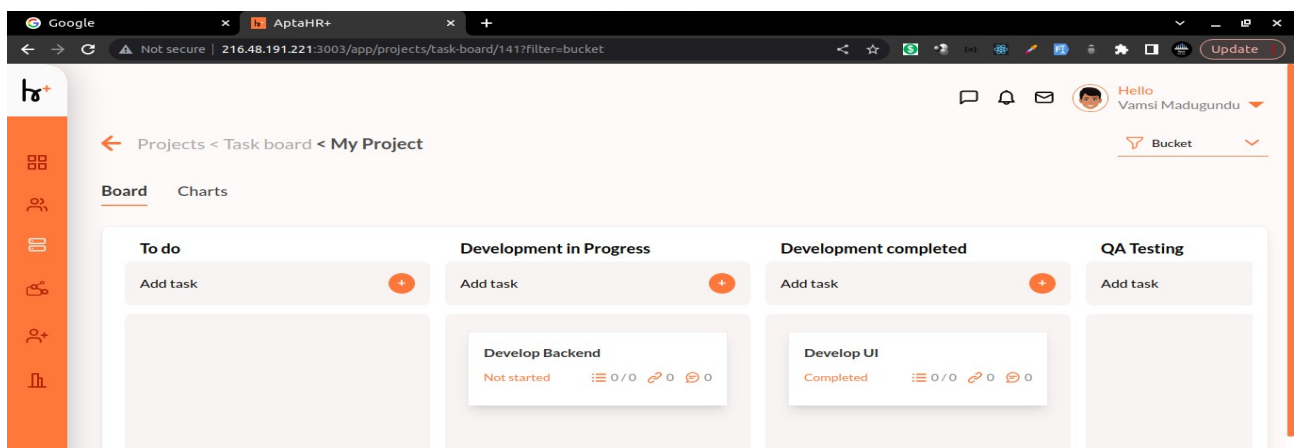 Google
AptaHR+
Not secure | 216.48.191.221:3003/app/projects/task-board/141?filter=bucket
Update
Hello
Vamsi Madugundu
Projects < Task board < My Project
Bucket
Board Charts
To do Development in Progress Development completed QA Testing
Add task Add task Add task Add task
Develop Backend Develop UI
Not started 0/0 0 0 Completed 0/0 0 0